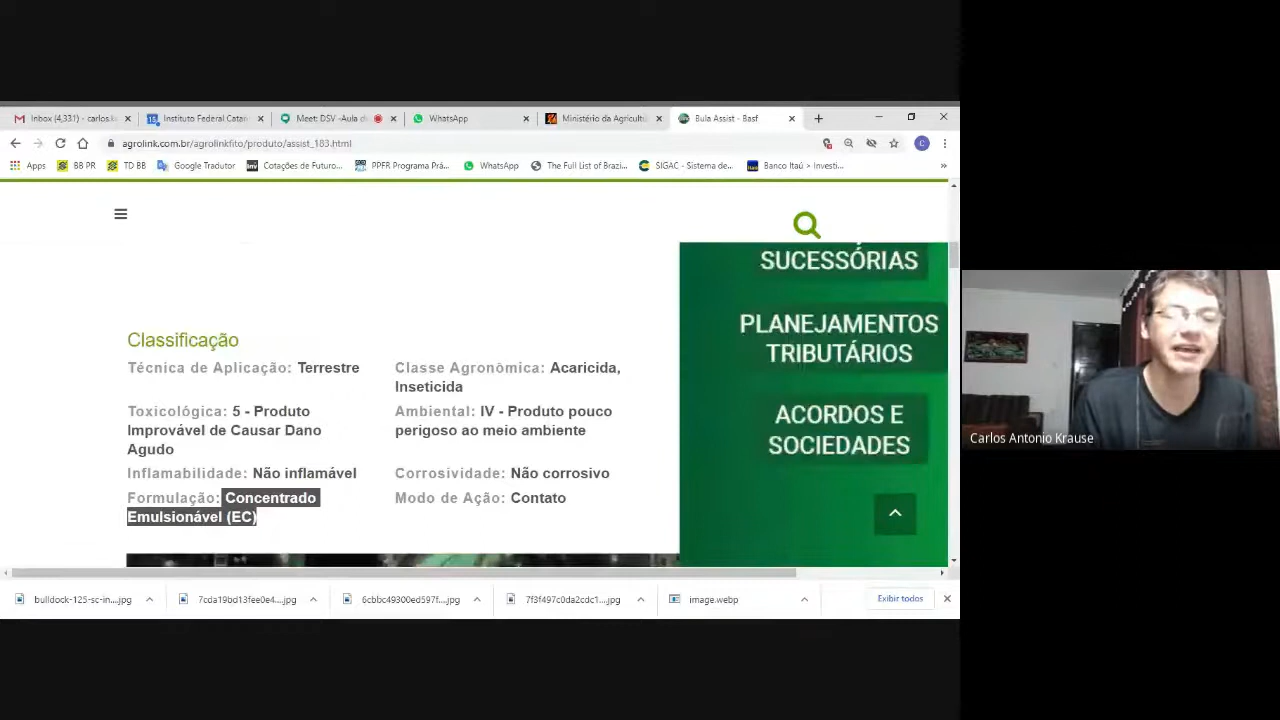 Inbox (4,331) - carlos.k
Instituto Federal Catar
Meet: DSV -Aula d
WhatsApp
Ministério da Agricultu
Bula Assist - Basf
agrolink.com.br/agrolinkfito/produto/assist_183.html
Apps
BB PR
TD BB
Google Tradutor
Cotações de Futuro...
PPFR Programa Prá...
WhatsApp
The Full List of Brazi...
SIGAC - Sistema de...
Banco Itaú > Investi...
»
SUCESSÓRIAS
PLANEJAMENTOS
TRIBUTÁRIOS
ACORDOS E
SOCIEDADES
Classificação
Técnica de Aplicação: Terrestre
Classe Agronômica: Acaricida,
Inseticida
Toxicológica: 5 - Produto
Improvável de Causar Dano
Agudo
Ambiental: IV - Produto pouco
perigoso ao meio ambiente
Inflamabilidade: Não inflamável
Corrosividade: Não corrosivo
Formulação: Concentrado
Emulsionável (EC)
Modo de Ação: Contato
bulldock-125-sc-in....jpg
7cda19bd13fee0e4....jpg
6cbbc49300ed597f....jpg
7f3f497c0da2cdc1....jpg
image.webp
Exibir todos
Carlos Antonio Krause